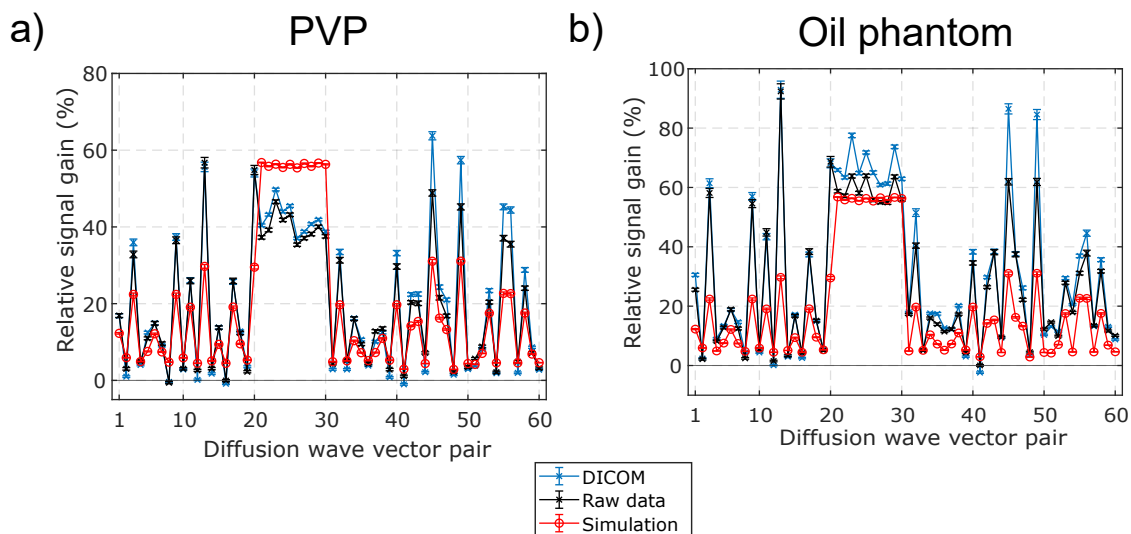 a)
PVP
Relative signal gain (%)
80
60
40
20
0
1
10
20
30
40
50
60
Diffusion wave vector pair
b)
Oil phantom
Relative signal gain (%)
100
80
60
40
20
0
1
10
20
30
40
50
60
Diffusion wave vector pair
DICOM
Raw data
Simulation